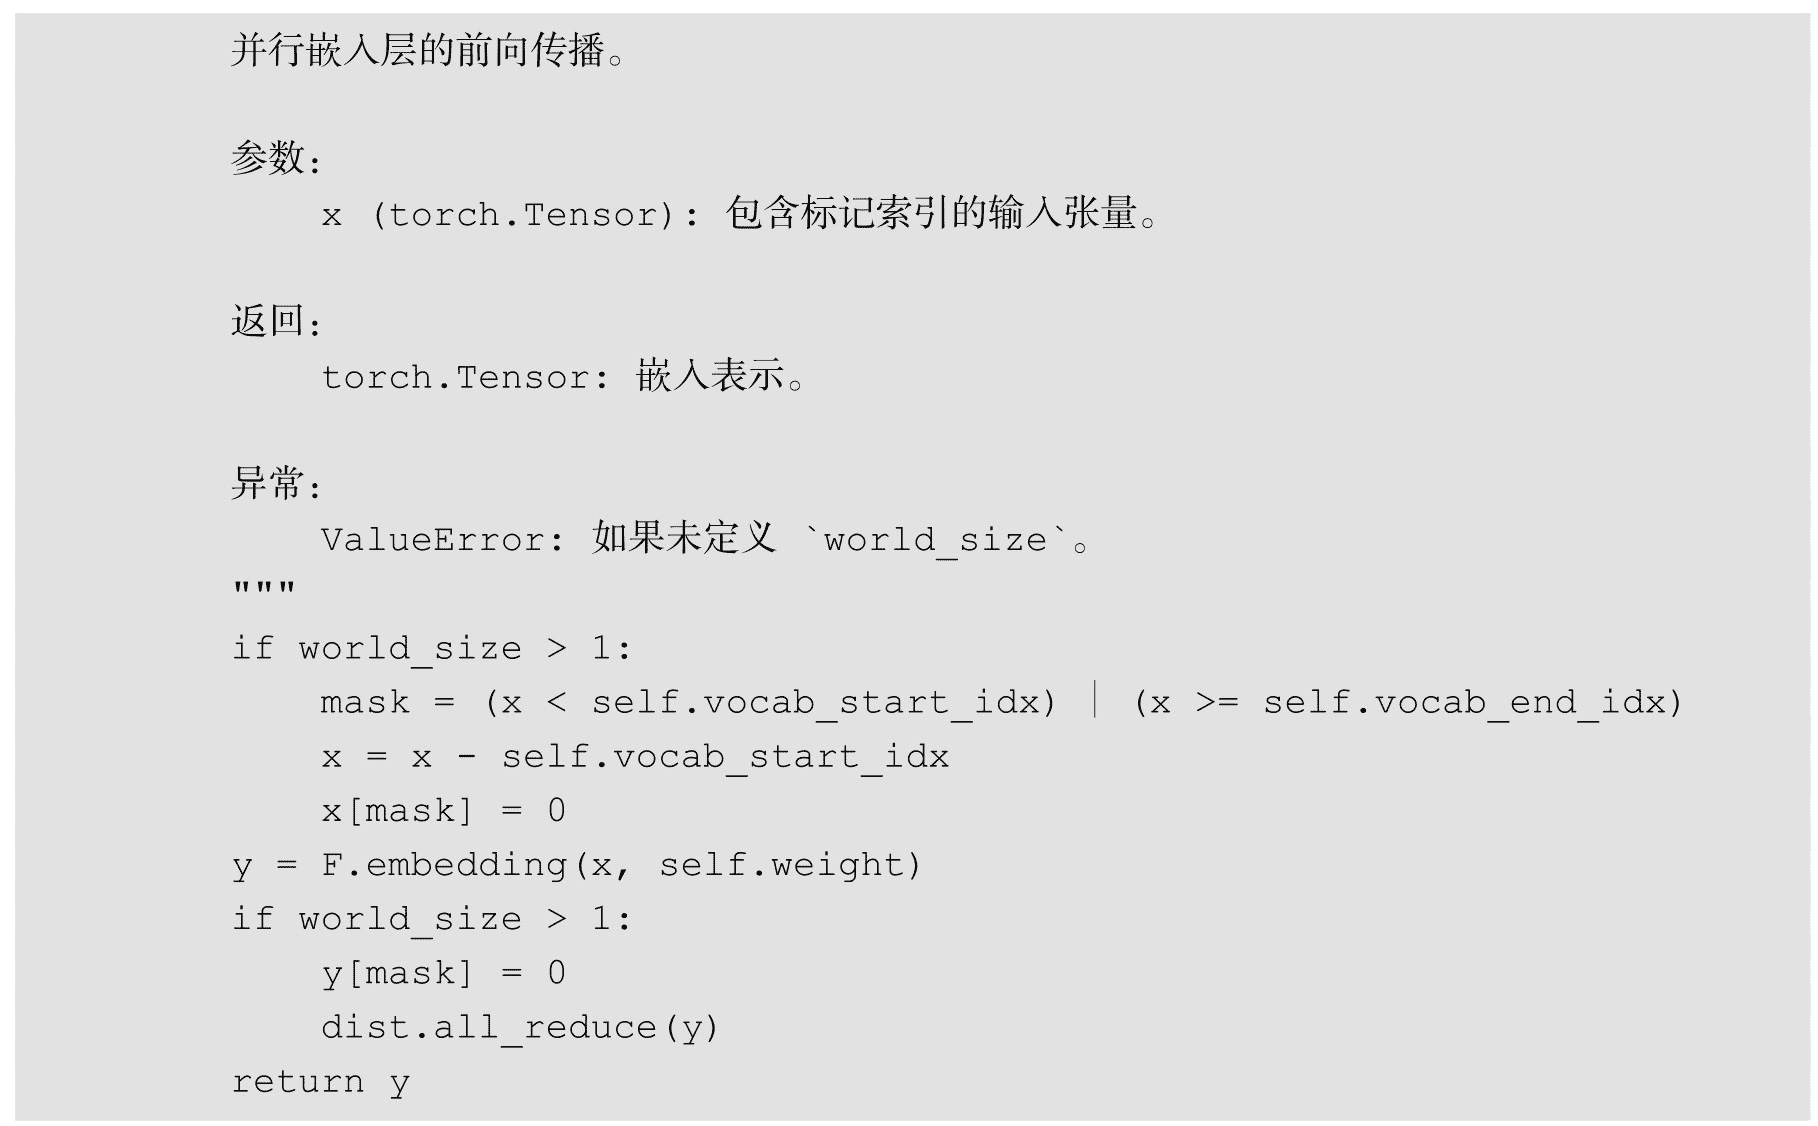 并行嵌入层的前向传播。
参数:
x (torch.Tensor): 包含标记索引的输入张量。
返回:
torch.Tensor: 嵌入表示。
异常:
ValueError: 如果未定义 `world_size`。
"""
if world_size > 1:
mask = (x < self.vocab_start_idx) | (x >= self.vocab_end_idx)
x = x - self.vocab_start_idx
x[mask] = 0
y = F.embedding(x, self.weight)
if world_size > 1:
y[mask] = 0
dist.all_reduce(y)
return y